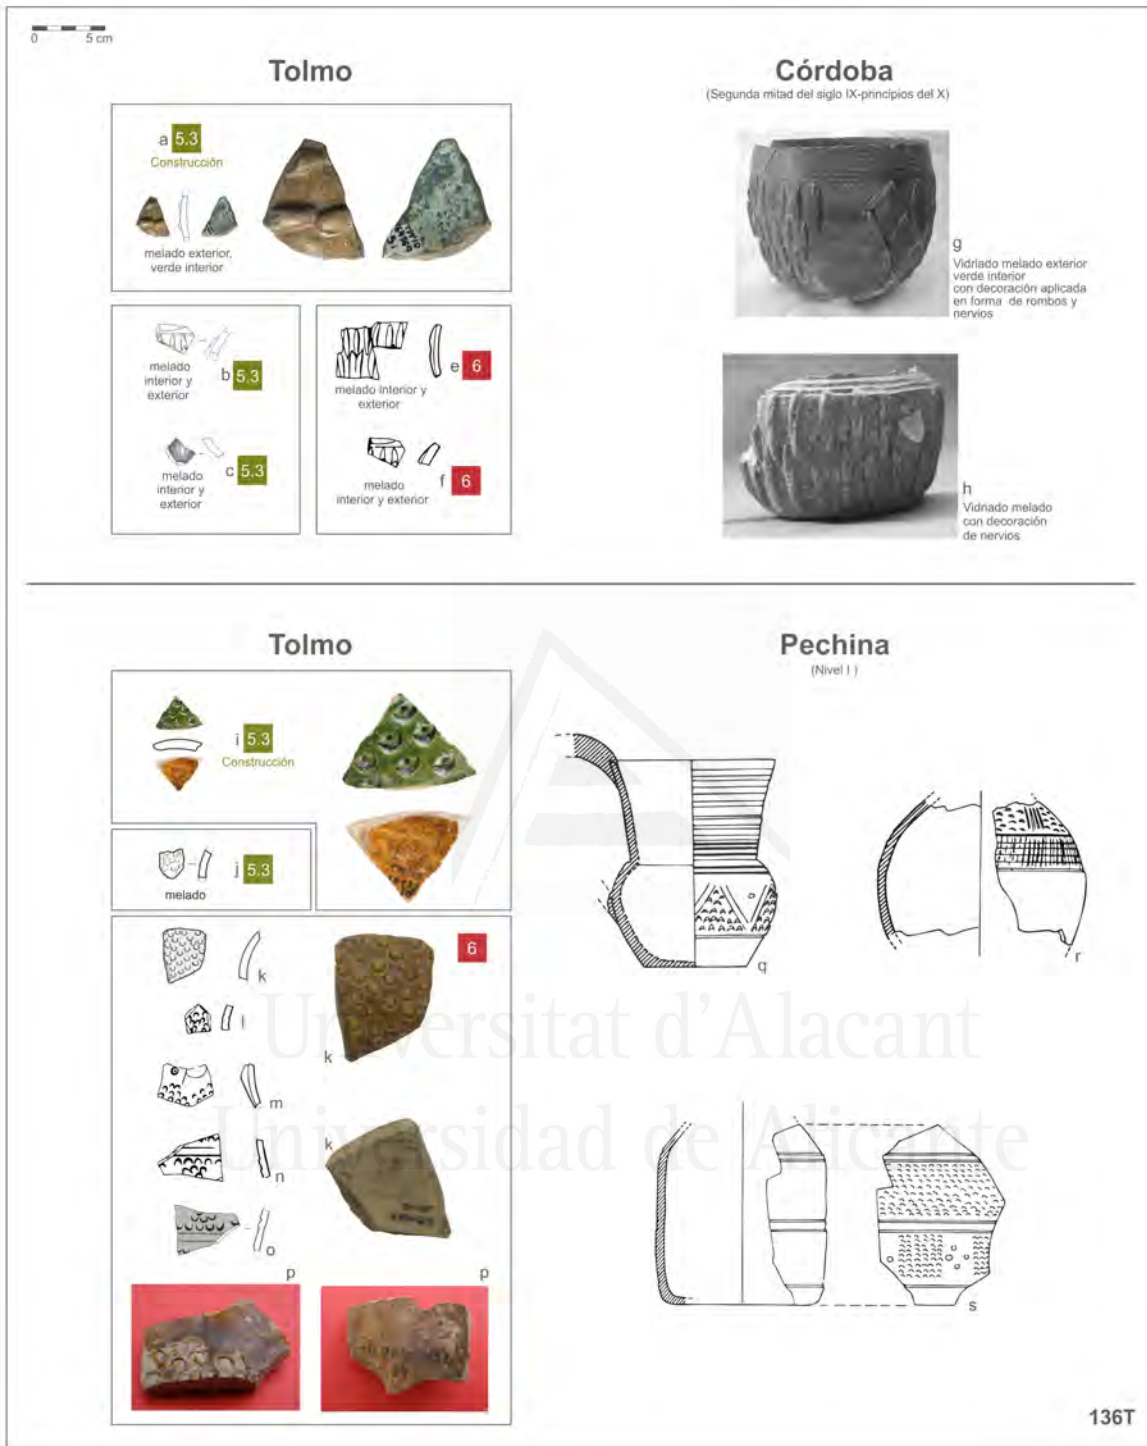 0 5 cm
Tolmo
a 5.3
Construcción
melado exterior,
verde interior
melado
interior y
exterior
b 5.3
melado
interior y
exterior
c 5.3
e 6
melado interior y
exterior
f 6
melado
interior y exterior
Córdoba
(Segunda mitad del siglo IX-principios del X)
g
Vidriado melado exterior
verde interior
con decoración aplicada
en forma de rombos y
nervios
h
Vidriado melado
con decoración
de nervios
Tolmo
i 5.3
Construcción
j 5.3
melado
6
k
k
l
m
k
n
o
p
p
Pechina
(Nivel I )
q
r
s
Universitat d'Alacant
Universidad de Alicante
136T